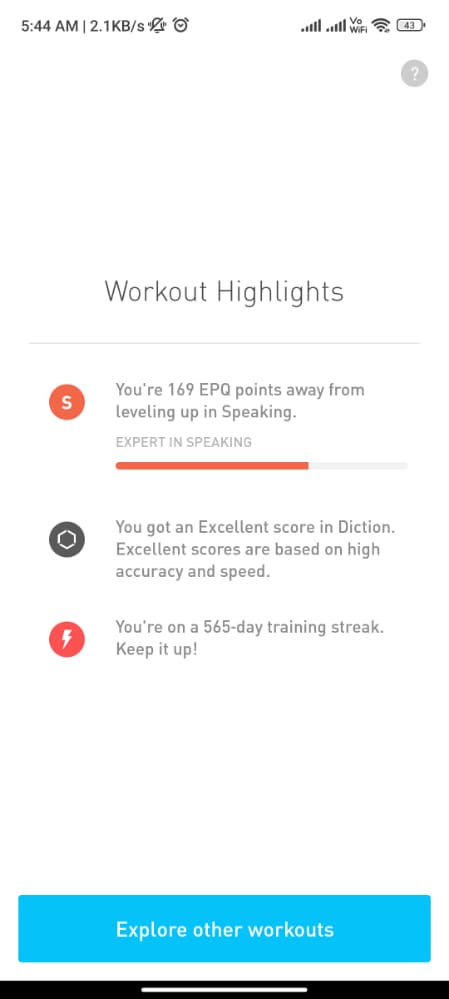 5:44 AM | 2.1KB/s Vo WiFi 43
?
Workout Highlights
S
You're 169 EPQ points away from
leveling up in Speaking.
EXPERT IN SPEAKING
You got an Excellent score in Diction.
Excellent scores are based on high
accuracy and speed.
You're on a 565-day training streak.
Keep it up!
Explore other workouts